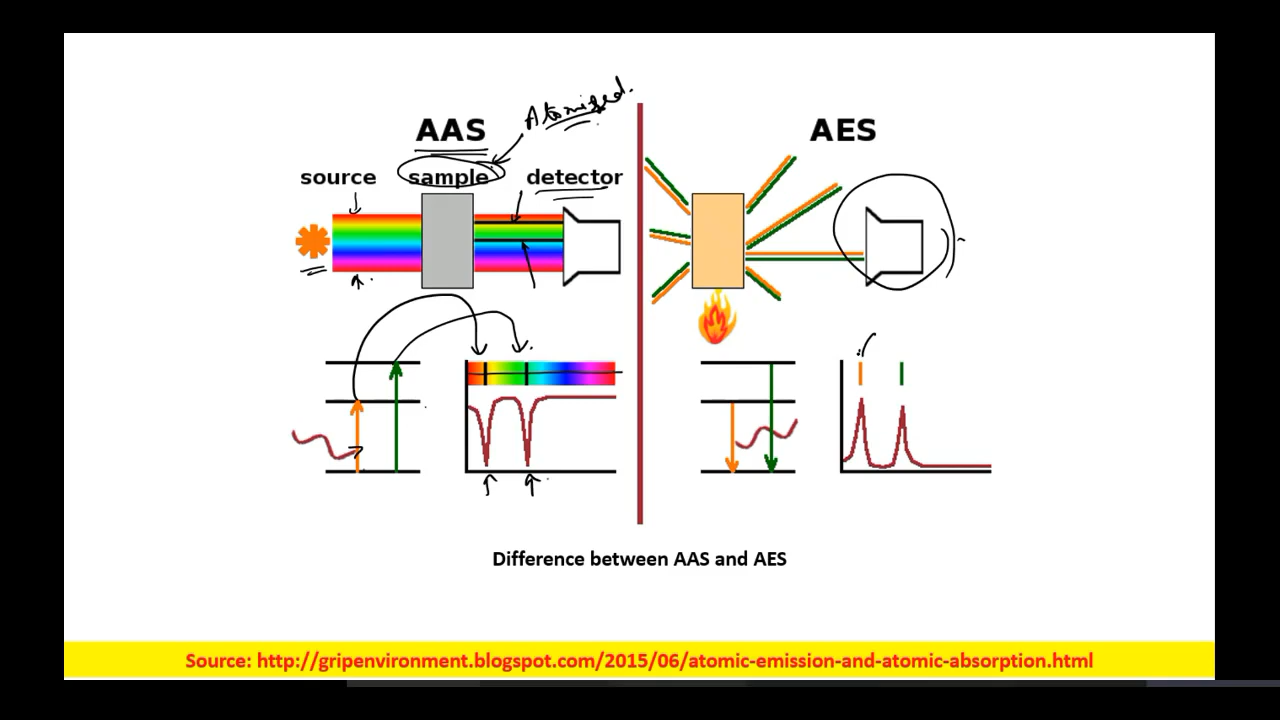 Atomized.
AAS
AES
source
sample
detector
Difference between AAS and AES
Source: http://gripenvironment.blogspot.com/2015/06/atomic-emission-and-atomic-absorption.html